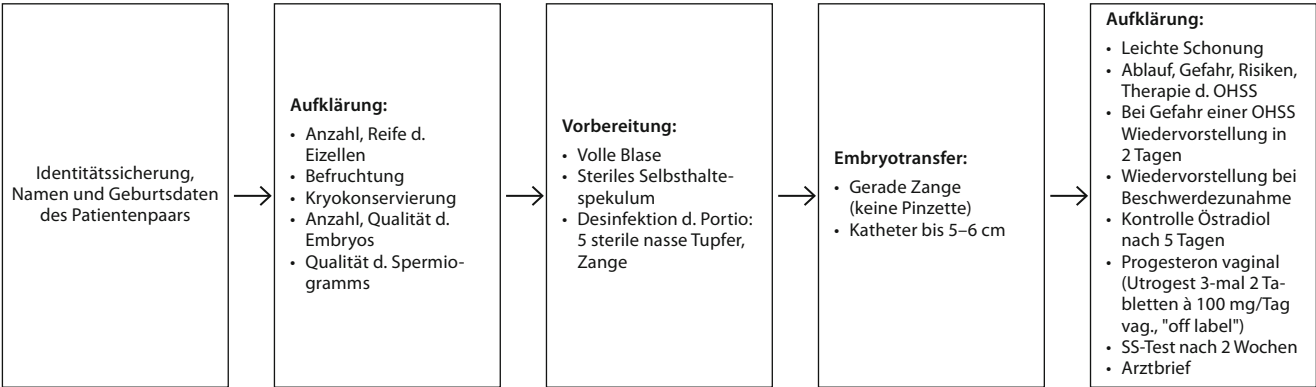 Identitätssicherung,
Namen und Geburtsdaten
des Patientenpaars
Aufklärung:
• Anzahl, Reife d.
Eizellen
• Befruchtung
• Kryokonservierung
• Anzahl, Qualität d.
Embryos
• Qualität d. Spermio-
gramms
Vorbereitung:
• Volle Blase
• Steriles Selbsthalte-
spekulum
• Desinfektion d. Portio:
5 sterile nasse Tupfer,
Zange
Embryotransfer:
• Gerade Zange
(keine Pinzette)
• Katheter bis 5–6 cm
Aufklärung:
• Leichte Schonung
• Ablauf, Gefahr, Risiken,
Therapie d. OHSS
• Bei Gefahr einer OHSS
Wiedervorstellung in
2 Tagen
• Wiedervorstellung bei
Beschwerdezunahme
• Kontrolle Östradiol
nach 5 Tagen
• Progesteron vaginal
(Utrogest 3-mal 2 Ta-
bletten à 100 mg/Tag
vag., "off label")
• SS-Test nach 2 Wochen
• Arztbrief